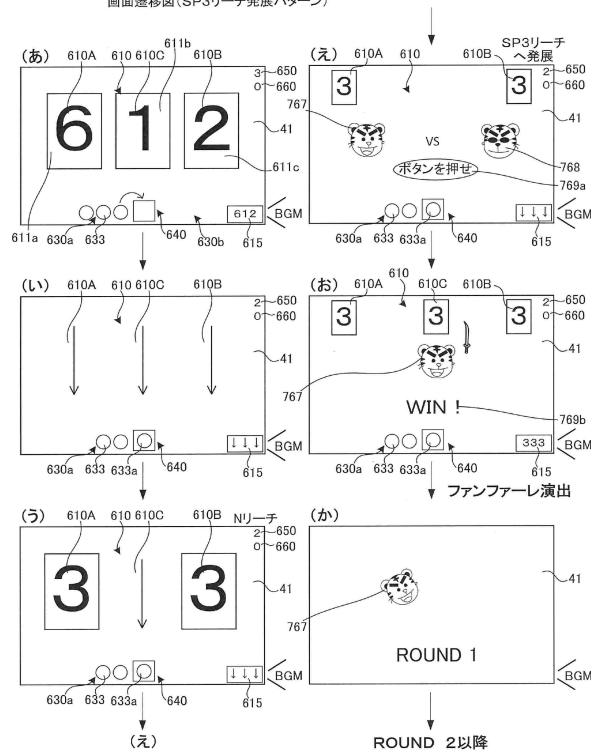 画面遷移図(SP3リーチ発展パターン)
(あ)
610A 610 610C 611b 610B
3 650
0 660
6 1 2
41
611c
611a
630a 633 640 630b
612
615
BGM
(い)
610A 610 610C 610B
2 650
0 660
41
630a 633 633a 640
↓↓↓
615
BGM
(う)
610A 610 610C 610B Nリーチ
2 650
0 660
3 3
41
630a 633 633a 640
↓↓↓
615
BGM
(え)
(え)
610A 610 610B SP3リーチ
へ発展
3 3
2 650
0 660
767
41
VS
768
ボタンを押せ
769a
630a 633 633a 640
↓↓↓
615
BGM
(お)
610A 610 610C 610B
3 3 3
2 650
0 660
41
767
WIN !
769b
630a 633 633a 640
333
615
BGM
ファンファーレ演出
(か)
41
767
ROUND 1
BGM
ROUND 2以降